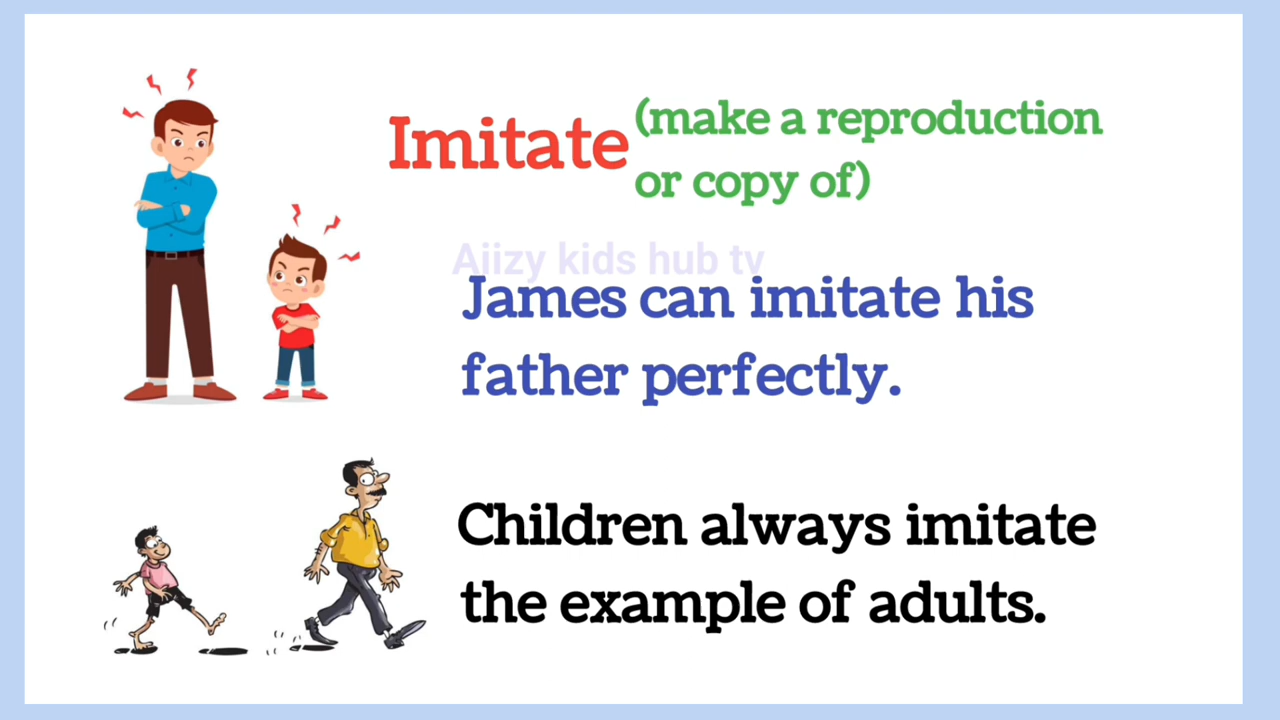 Imitate (make a reproduction
or copy of)
Aiizy kids hub tv
James can imitate his
father perfectly.
Children always imitate
the example of adults.